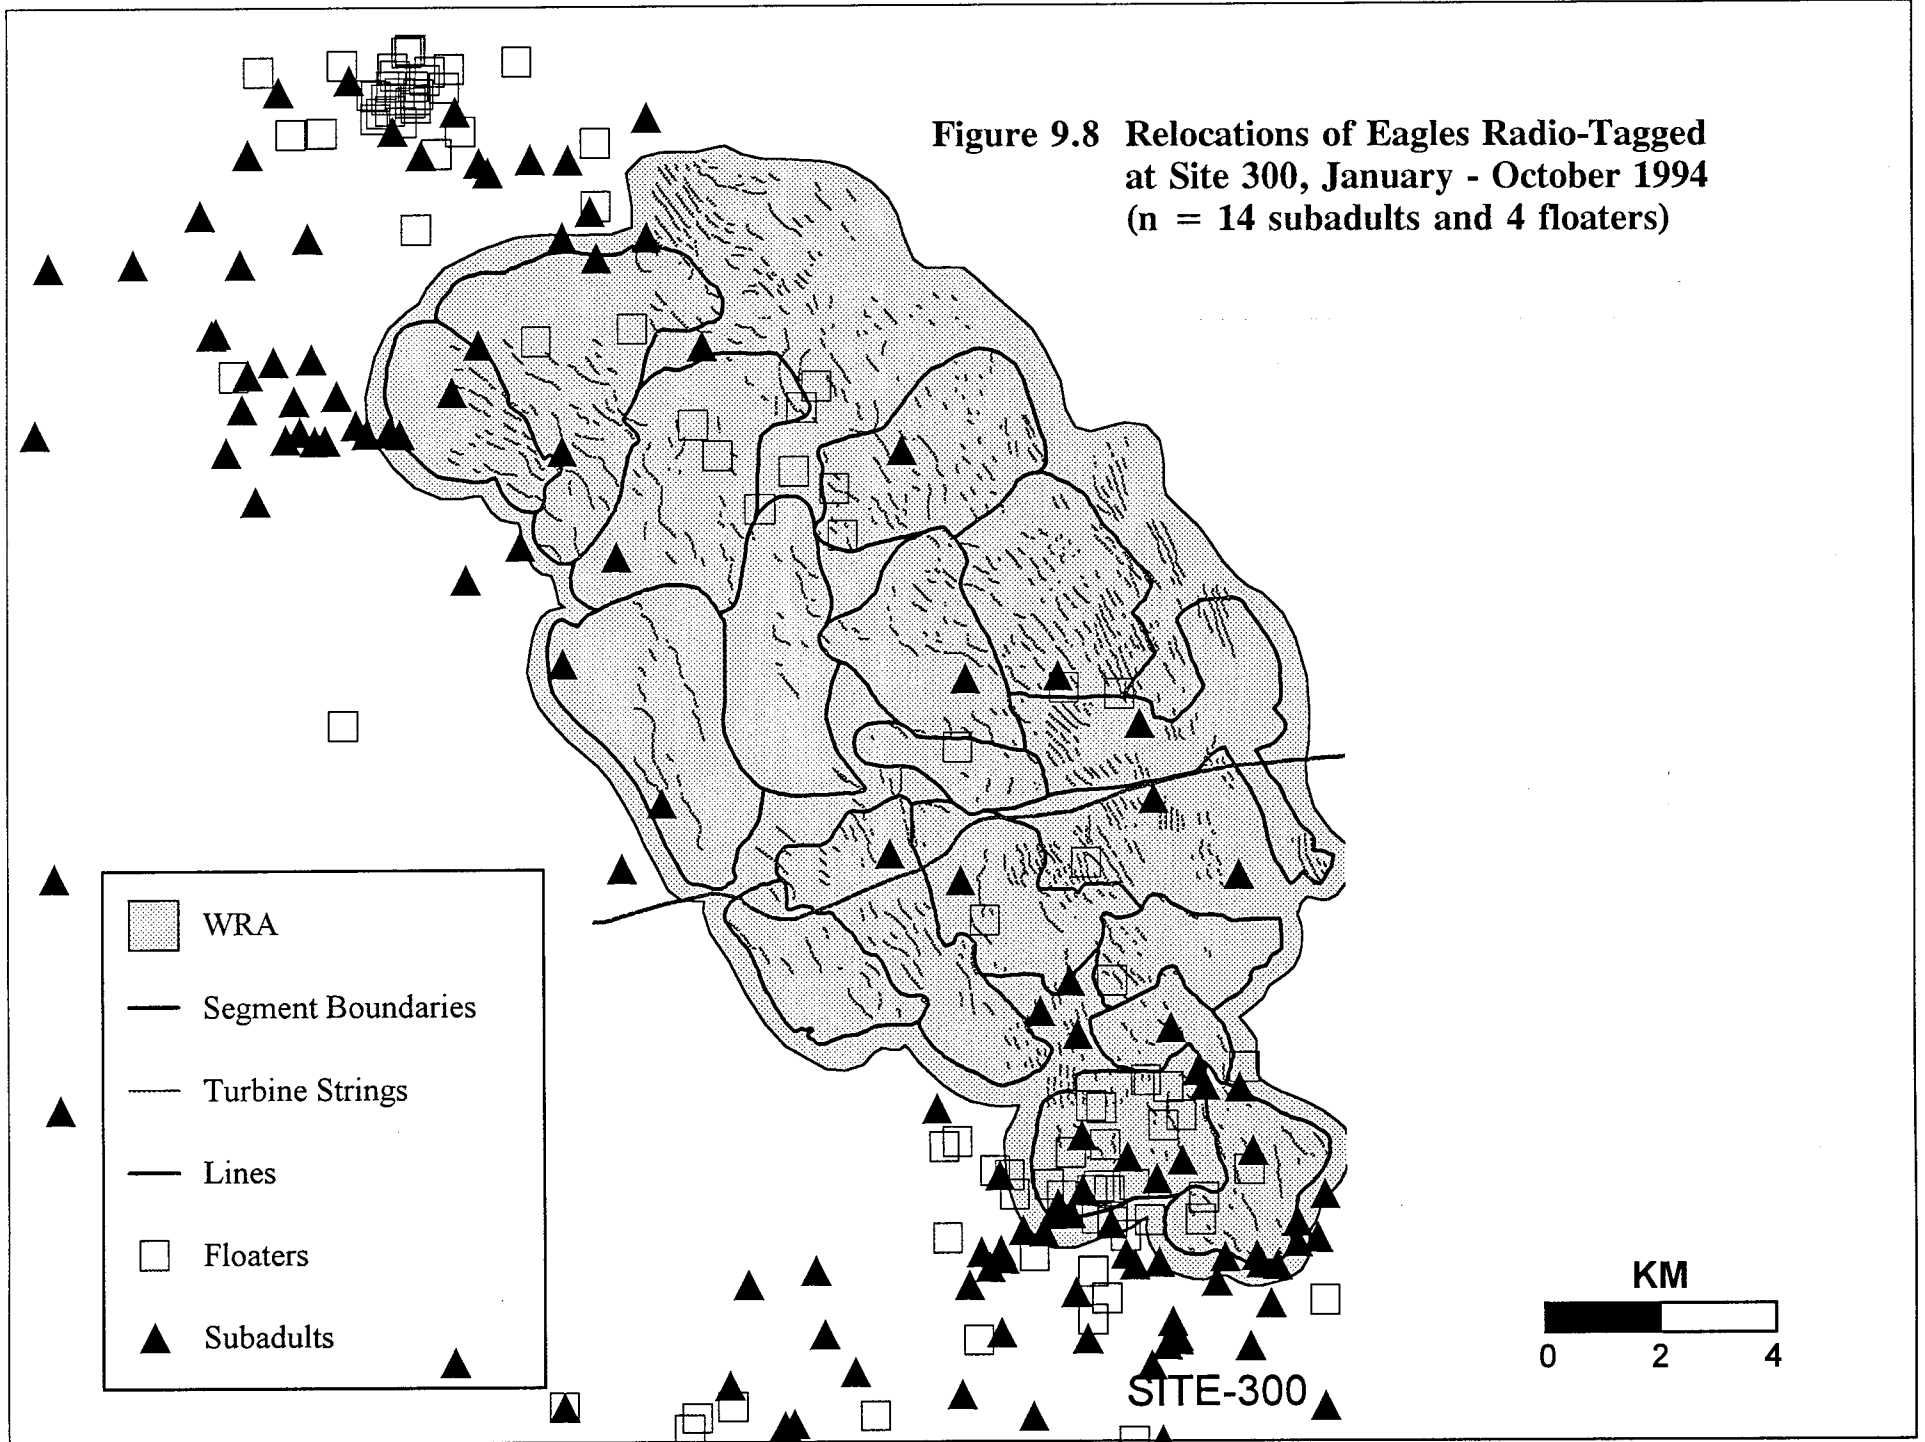 Figure 9.8 Relocations of Eagles Radio-Tagged
at Site 300, January - October 1994
(n = 14 subadults and 4 floaters)
WRA
Segment Boundaries
Turbine Strings
Lines
Floaters
Subadults
KM
0 2 4
SITE-300